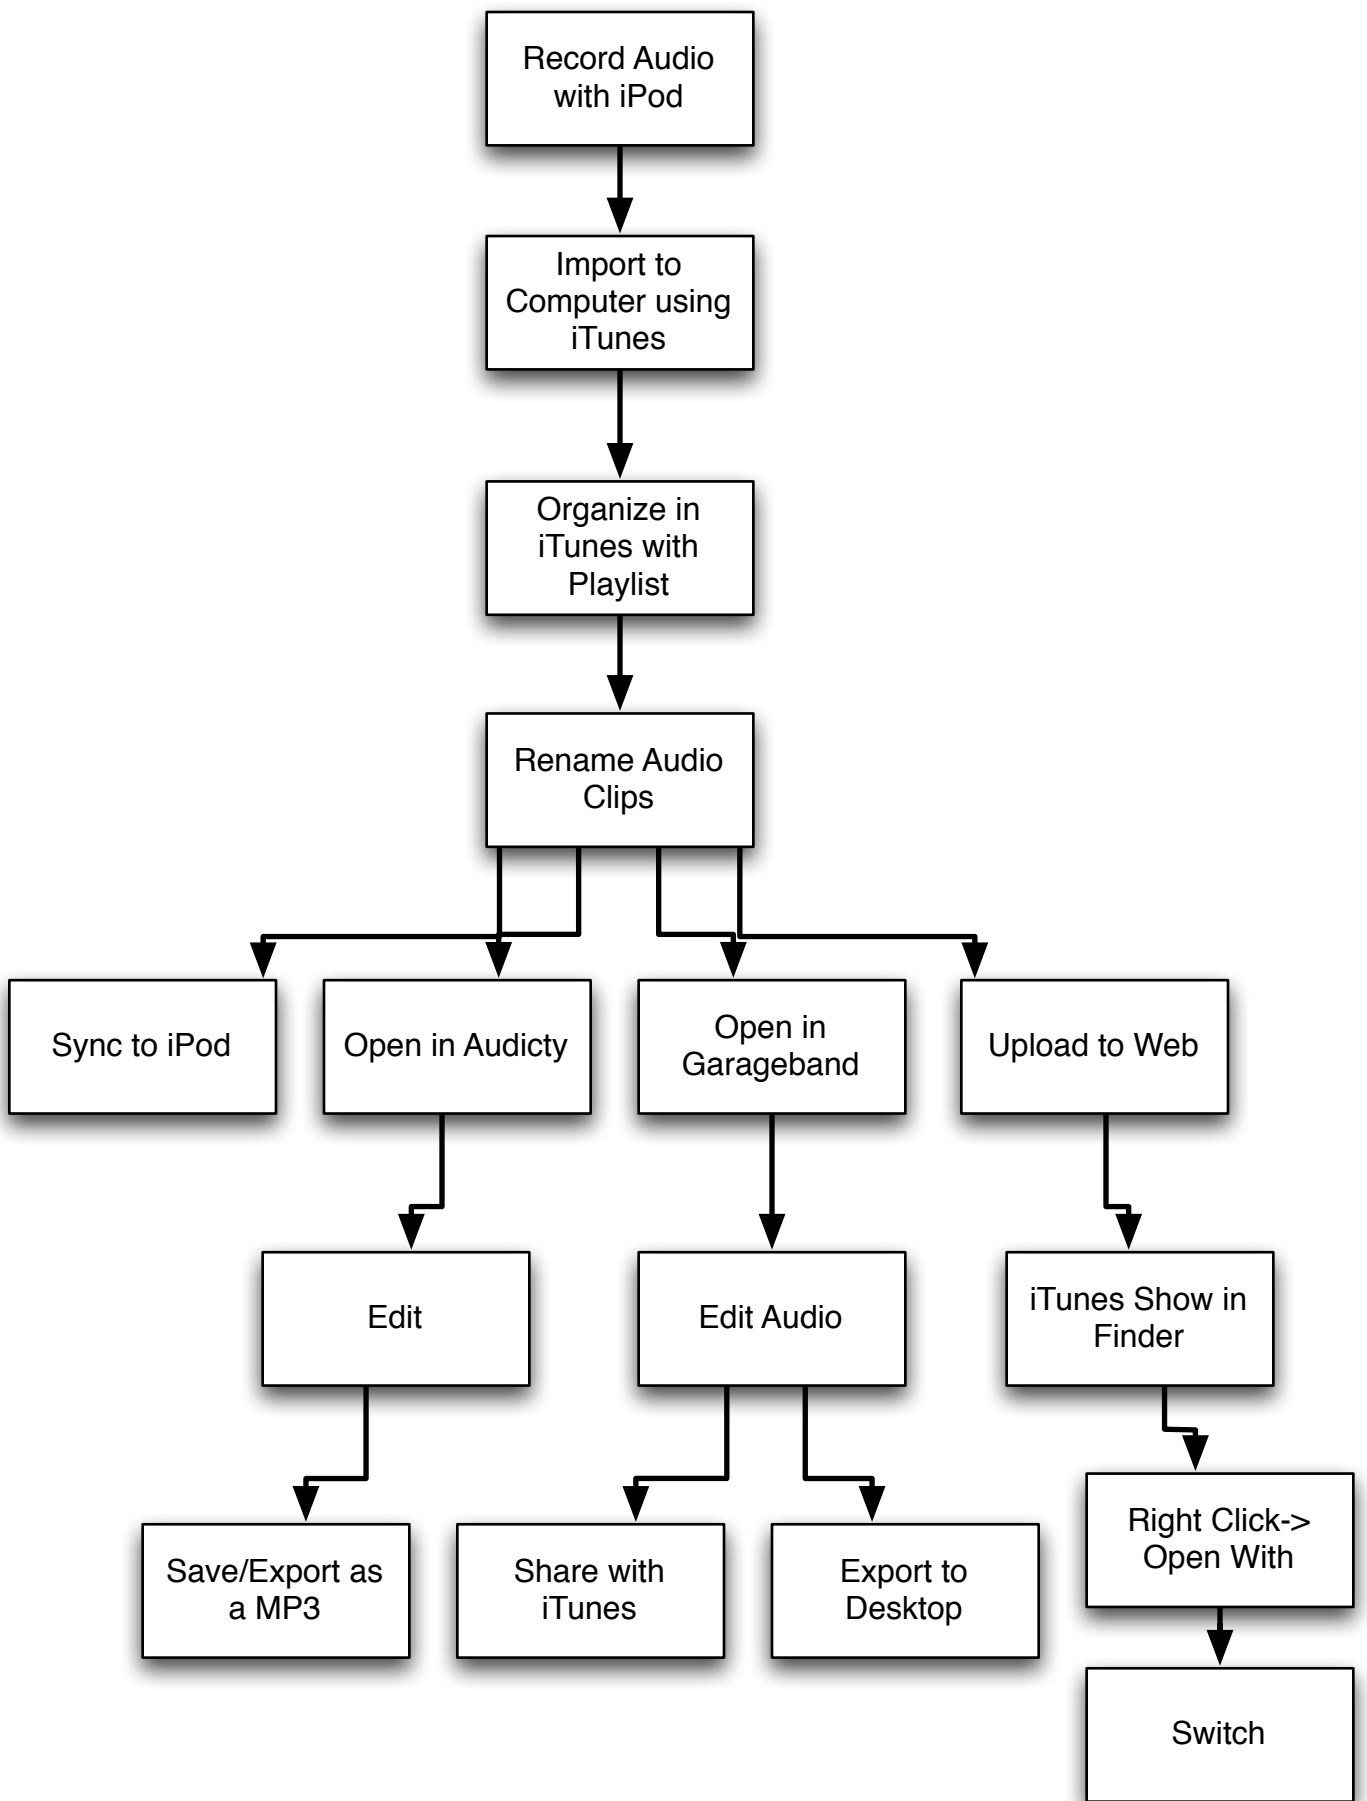 Record Audio
with iPod
Import to
Computer using
iTunes
Organize in
iTunes with
Playlist
Rename Audio
Clips
Sync to iPod
Open in Audicty
Open in
Garageband
Upload to Web
Edit
Edit Audio
iTunes Show in
Finder
Save/Export as
a MP3
Share with
iTunes
Export to
Desktop
Right Click->
Open With
Switch